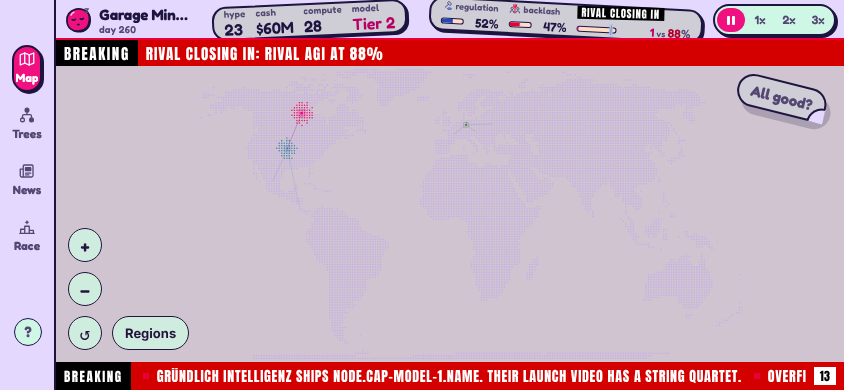 Garage Min...
day 260
hype cash compute model
23 $60M 28 Tier 2
regulation 52%
backlash 47%
RIVAL CLOSING IN
1 vs 88%
1x 2x 3x
BREAKING RIVAL CLOSING IN: RIVAL AGI AT 88%
Map
Trees
News
Race
?
All good?
+
−
↺ Regions
BREAKING GRÜNDLICH INTELLIGENZ SHIPS NODE.CAP-MODEL-1.NAME. THEIR LAUNCH VIDEO HAS A STRING QUARTET. OVERFI 13